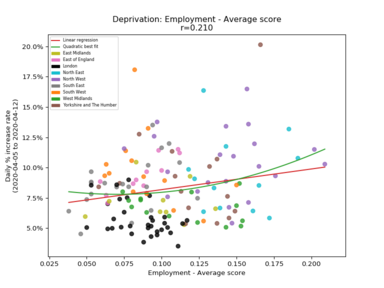 Deprivation: Employment - Average score
r=0.210
Linear regression
Quadratic best fit
East Midlands
East of England
London
North East
North West
South East
South West
West Midlands
Yorkshire and The Humber
20.0%
17.5%
15.0%
12.5%
10.0%
7.5%
5.0%
Daily % increase rate
(2020-04-05 to 2020-04-12)
0.025
0.050
0.075
0.100
0.125
0.150
0.175
0.200
Employment - Average score